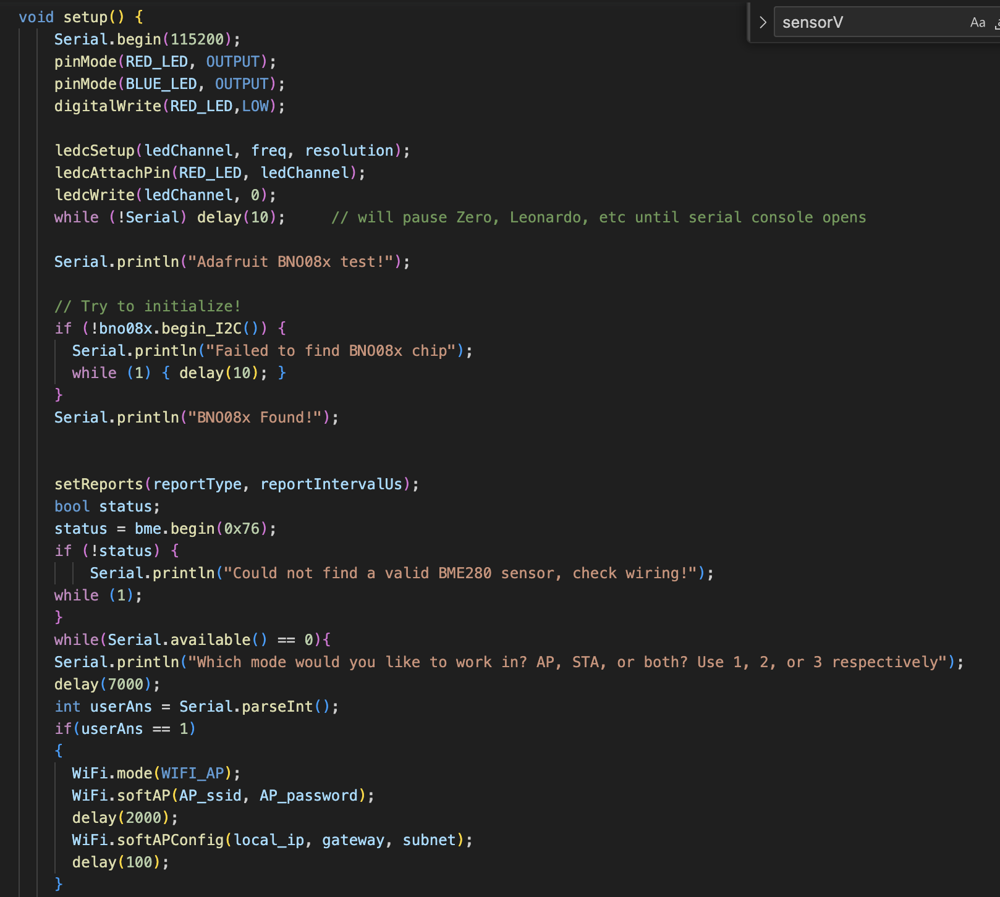 void setup() {
sensorV
Aa
Serial.begin(115200);
pinMode(RED_LED, OUTPUT);
pinMode(BLUE_LED, OUTPUT);
digitalWrite(RED_LED,LOW);
ledcSetup(ledChannel, freq, resolution);
ledcAttachPin(RED_LED, ledChannel);
ledcWrite(ledChannel, 0);
while (!Serial) delay(10);     // will pause Zero, Leonardo, etc until serial console opens
Serial.println("Adafruit BNO08x test!");
// Try to initialize!
if (!bno08x.begin_I2C()) {
Serial.println("Failed to find BNO08x chip");
while (1) { delay(10); }
}
Serial.println("BNO08x Found!");
setReports(reportType, reportIntervalUs);
bool status;
status = bme.begin(0x76);
if (!status) {
Serial.println("Could not find a valid BME280 sensor, check wiring!");
while (1);
}
while(Serial.available() == 0){
Serial.println("Which mode would you like to work in? AP, STA, or both? Use 1, 2, or 3 respectively");
delay(7000);
int userAns = Serial.parseInt();
if(userAns == 1)
{
WiFi.mode(WIFI_AP);
WiFi.softAP(AP_ssid, AP_password);
delay(2000);
WiFi.softAPConfig(local_ip, gateway, subnet);
delay(100);
}